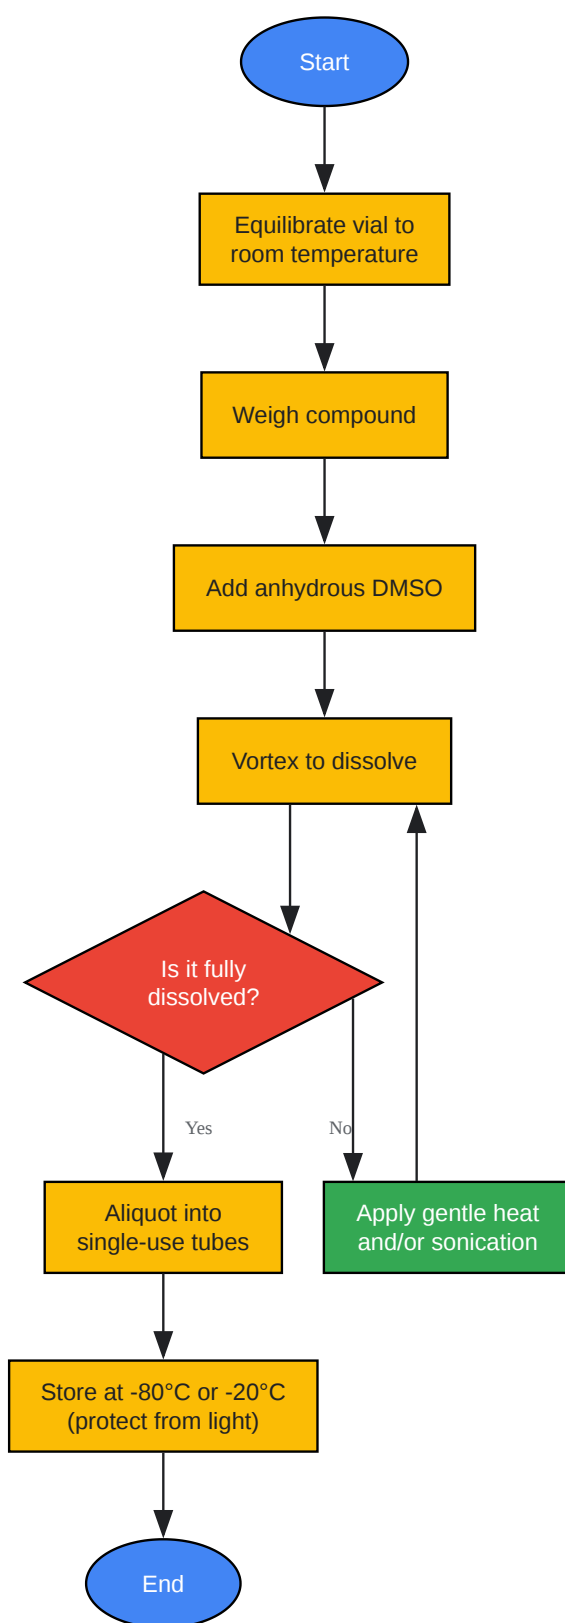 Start
Equilibrate vial to
room temperature
Weigh compound
Add anhydrous DMSO
Vortex to dissolve
Is it fully
dissolved?
Yes
No
Aliquot into
single-use tubes
Apply gentle heat
and/or sonication
Store at -80°C or -20°C
(protect from light)
End